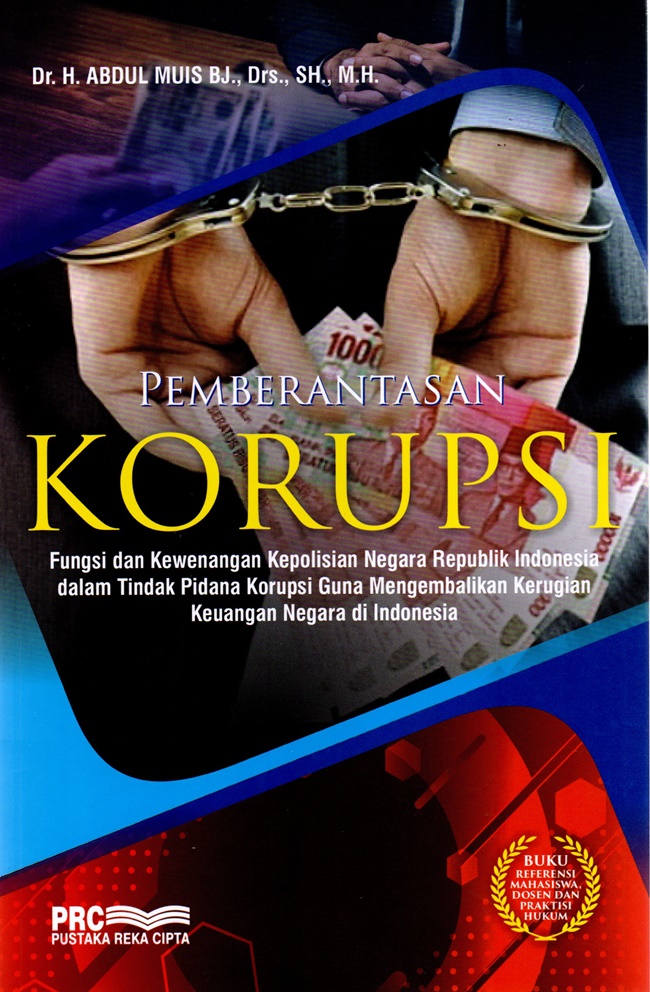 Dr. H. ABDUL MUIS BJ., Drs., SH., M.H.
1000
PEMBERANTASAN
KORUPSI
Fungsi dan Kewenangan Kepolisian Negara Republik Indonesia
dalam Tindak Pidana Korupsi Guna Mengembalikan Kerugian
Keuangan Negara di Indonesia
BUKU
REFERENSI
MAHASISWA,
DOSEN DAN
PRAKTISI
HUKUM
PRC
PUSTAKA REKA CIPTA